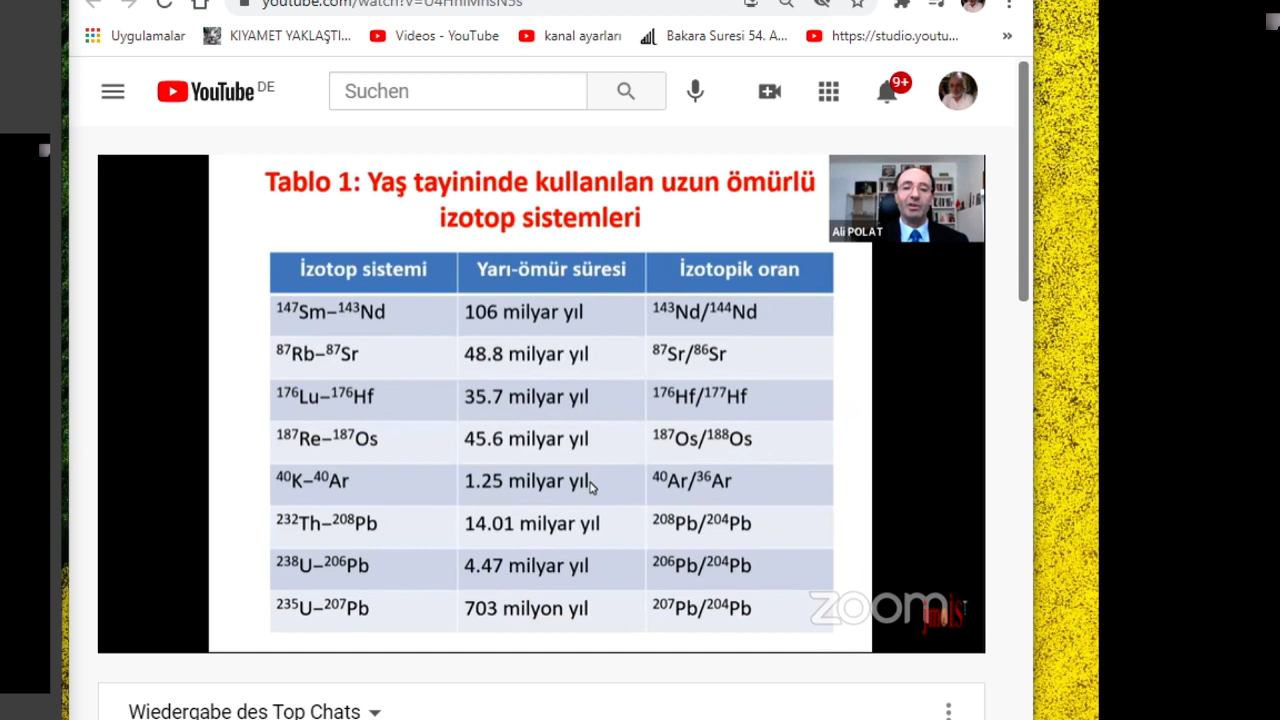 youtube.com/watch?v=U4HhiMhsN5s
Uygulamalar
KIYAMET YAKLAŞTI...
Videos - YouTube
kanal ayarları
Bakara Suresi 54. A...
https://studio.youtu...
»
YouTube DE
Suchen
9+
Tablo 1: Yaş tayininde kullanılan uzun ömürlü
izotop sistemleri
Ali POLAT
İzotop sistemi Yarı-ömür süresi İzotopik oran
¹⁴⁷Sm–¹⁴³Nd 106 milyar yıl ¹⁴³Nd/¹⁴⁴Nd
⁸⁷Rb–⁸⁷Sr 48.8 milyar yıl ⁸⁷Sr/⁸⁶Sr
¹⁷⁶Lu–¹⁷⁶Hf 35.7 milyar yıl ¹⁷⁶Hf/¹⁷⁷Hf
¹⁸⁷Re–¹⁸⁷Os 45.6 milyar yıl ¹⁸⁷Os/¹⁸⁸Os
⁴⁰K–⁴⁰Ar 1.25 milyar yıl ⁴⁰Ar/³⁶Ar
²³²Th–²⁰⁸Pb 14.01 milyar yıl ²⁰⁸Pb/²⁰⁴Pb
²³⁸U–²⁰⁶Pb 4.47 milyar yıl ²⁰⁶Pb/²⁰⁴Pb
²³⁵U–²⁰⁷Pb 703 milyon yıl ²⁰⁷Pb/²⁰⁴Pb
zoom
Wiedergabe des Top Chats